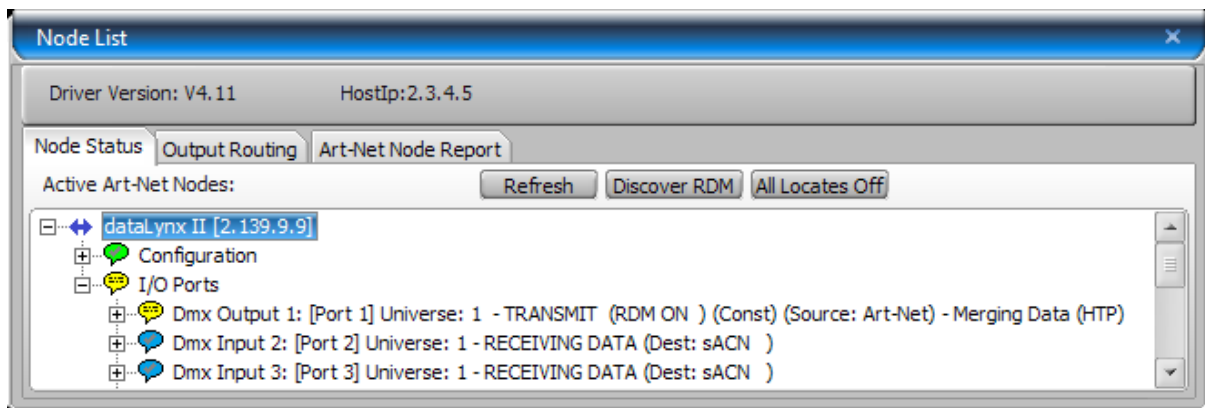 Node List
Driver Version: V4.11 HostIp:2.3.4.5
Node Status Output Routing Art-Net Node Report
Active Art-Net Nodes: Refresh Discover RDM All Locates Off
dataLynx II [2.139.9.9]
Configuration
I/O Ports
Dmx Output 1: [Port 1] Universe: 1 - TRANSMIT (RDM ON ) (Const) (Source: Art-Net) - Merging Data (HTP)
Dmx Input 2: [Port 2] Universe: 1 - RECEIVING DATA (Dest: sACN )
Dmx Input 3: [Port 3] Universe: 1 - RECEIVING DATA (Dest: sACN )